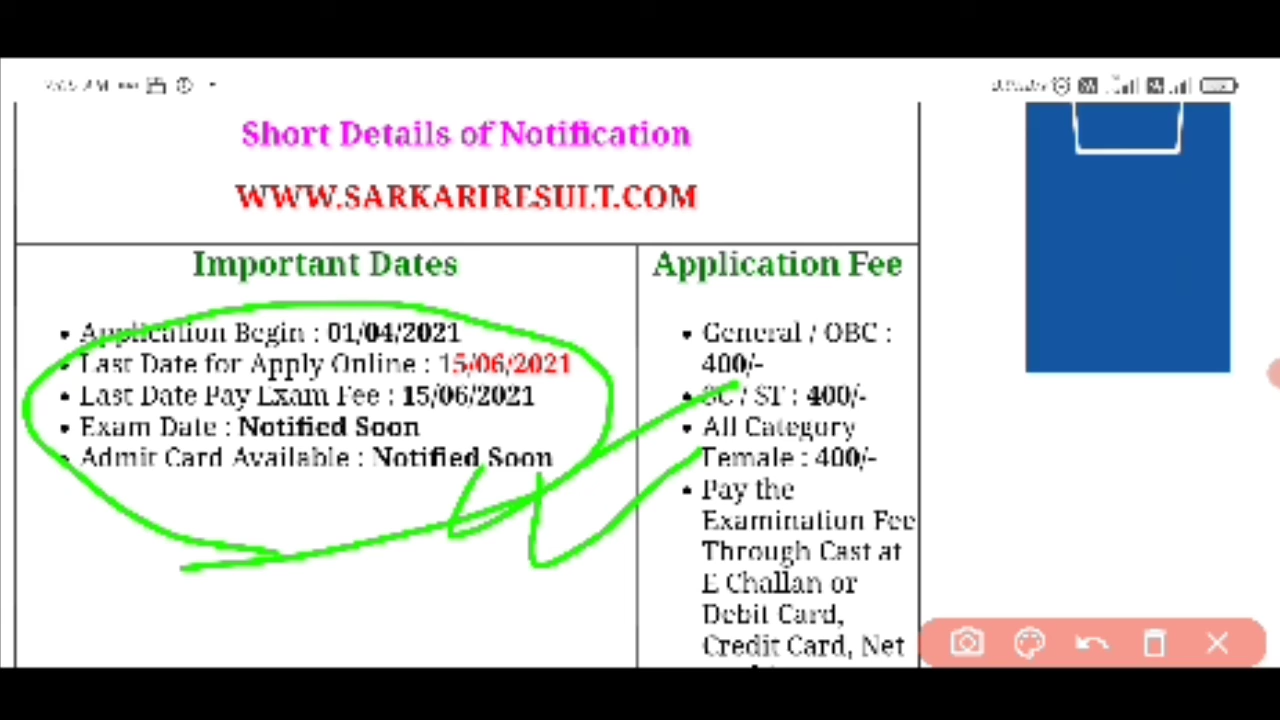 Short Details of Notification
WWW.SARKARIRESULT.COM
Important Dates
Application Begin : 01/04/2021
Last Date for Apply Online : 15/06/2021
Last Date Pay Exam Fee : 15/06/2021
Exam Date : Notified Soon
Admit Card Available : Notified Soon
Application Fee
General / OBC :
400/-
SC / ST : 400/-
All Category
Female : 400/-
Pay the
Examination Fee
Through Cast at
E Challan or
Debit Card,
Credit Card, Net